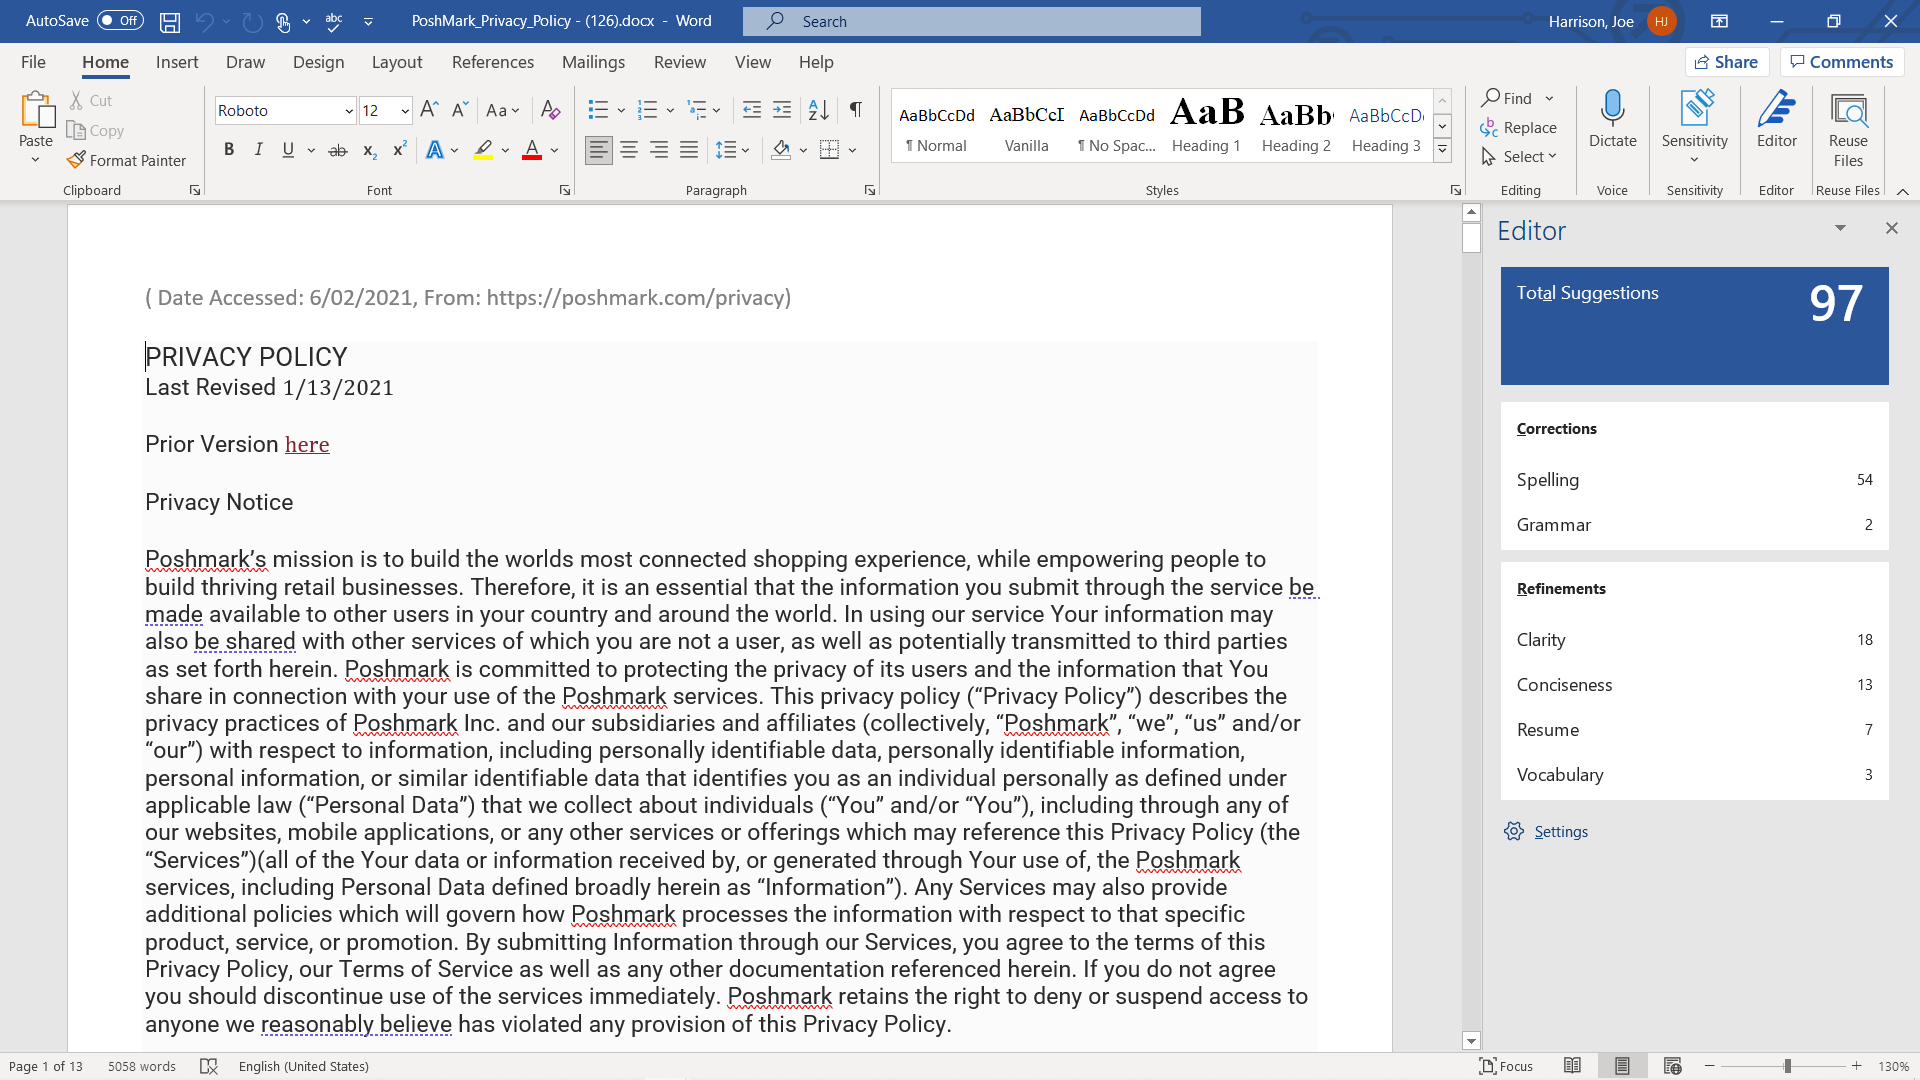 AutoSave Off PoshMark_Privacy_Policy - (126).docx - Word Search Harrison, Joe HJ
File Home Insert Draw Design Layout References Mailings Review View Help Share Comments
Paste Cut Copy Format Painter
Clipboard
Roboto 12
Font
Paragraph
AaBbCcDd AaBbCcI AaBbCcDd AaB AaBb AaBbCcD
¶ Normal Vanilla ¶ No Spac... Heading 1 Heading 2 Heading 3
Styles
Find Replace Select
Editing
Dictate
Voice
Sensitivity
Sensitivity
Editor
Editor
Reuse Files
Reuse Files
( Date Accessed: 6/02/2021, From: https://poshmark.com/privacy)
PRIVACY POLICY
Last Revised 1/13/2021
Prior Version here
Privacy Notice
Poshmark’s mission is to build the worlds most connected shopping experience, while empowering people to
build thriving retail businesses. Therefore, it is an essential that the information you submit through the service be
made available to other users in your country and around the world. In using our service Your information may
also be shared with other services of which you are not a user, as well as potentially transmitted to third parties
as set forth herein. Poshmark is committed to protecting the privacy of its users and the information that You
share in connection with your use of the Poshmark services. This privacy policy (“Privacy Policy”) describes the
privacy practices of Poshmark Inc. and our subsidiaries and affiliates (collectively, “Poshmark”, “we”, “us” and/or
“our”) with respect to information, including personally identifiable data, personally identifiable information,
personal information, or similar identifiable data that identifies you as an individual personally as defined under
applicable law (“Personal Data”) that we collect about individuals (“You” and/or “You”), including through any of
our websites, mobile applications, or any other services or offerings which may reference this Privacy Policy (the
“Services”)(all of the Your data or information received by, or generated through Your use of, the Poshmark
services, including Personal Data defined broadly herein as “Information”). Any Services may also provide
additional policies which will govern how Poshmark processes the information with respect to that specific
product, service, or promotion. By submitting Information through our Services, you agree to the terms of this
Privacy Policy, our Terms of Service as well as any other documentation referenced herein. If you do not agree
you should discontinue use of the services immediately. Poshmark retains the right to deny or suspend access to
anyone we reasonably believe has violated any provision of this Privacy Policy.
Editor
Total Suggestions 97
Corrections
Spelling 54
Grammar 2
Refinements
Clarity 18
Conciseness 13
Resume 7
Vocabulary 3
Settings
Page 1 of 13 5058 words English (United States) Focus 130%